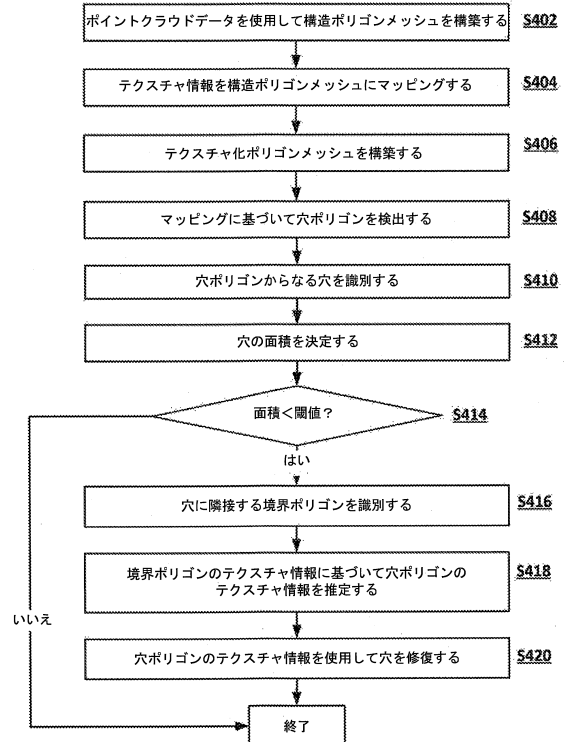 ポイントクラウドデータを使用して構造ポリゴンメッシュを構築する
S402
テクスチャ情報を構造ポリゴンメッシュにマッピングする
S404
テクスチャ化ポリゴンメッシュを構築する
S406
マッピングに基づいて穴ポリゴンを検出する
S408
穴ポリゴンからなる穴を識別する
S410
穴の面積を決定する
S412
面積<閾値？
S414
はい
穴に隣接する境界ポリゴンを識別する
S416
境界ポリゴンのテクスチャ情報に基づいて穴ポリゴンの
テクスチャ情報を推定する
S418
いいえ
穴ポリゴンのテクスチャ情報を使用して穴を修復する
S420
終了